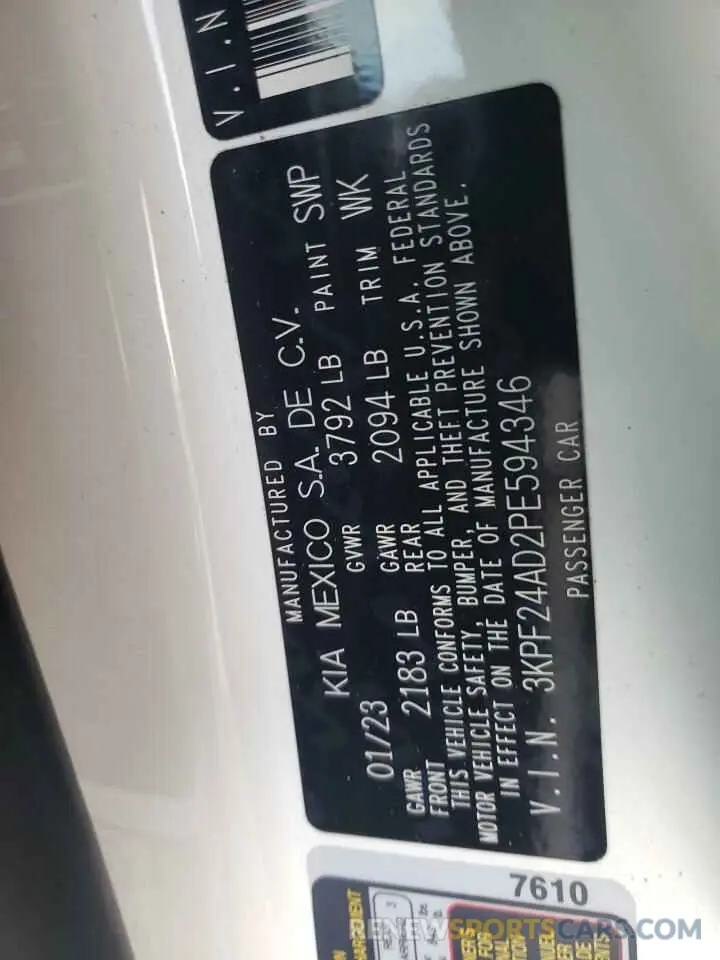 V.I.N
MANUFACTURED BY
KIA MEXICO S.A. DE C.V.
01/23 GVWR 3792 LB PAINT SWP
GAWR FRONT 2183 LB GAWR REAR 2094 LB TRIM WK
THIS VEHICLE CONFORMS TO ALL APPLICABLE U.S.A. FEDERAL
MOTOR VEHICLE SAFETY, BUMPER, AND THEFT PREVENTION STANDARDS
IN EFFECT ON THE DATE OF MANUFACTURE SHOWN ABOVE.
V.I.N. 3KPF24AD2PE594346
PASSENGER CAR
7610
RENEWSPORTAUTOS.COM